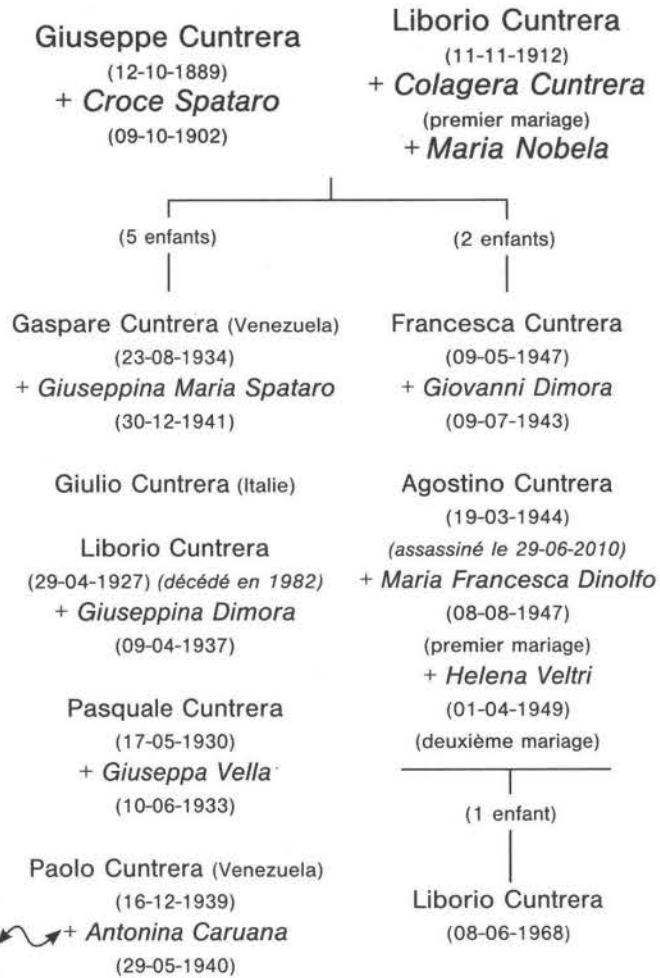 Giuseppe Cuntrera
(12-10-1889)
+ Croce Spataro
(09-10-1902)
Liborio Cuntrera
(11-11-1912)
+ Colagera Cuntrera
(premier mariage)
+ Maria Nobela
(5 enfants)
Gaspare Cuntrera (Venezuela)
(23-08-1934)
+ Giuseppina Maria Spataro
(30-12-1941)
Giulio Cuntrera (Italie)
Liborio Cuntrera
(29-04-1927) (décédé en 1982)
+ Giuseppina Dimora
(09-04-1937)
Pasquale Cuntrera
(17-05-1930)
+ Giuseppa Vella
(10-06-1933)
Paolo Cuntrera (Venezuela)
(16-12-1939)
+ Antonina Caruana
(29-05-1940)
(2 enfants)
Francesca Cuntrera
(09-05-1947)
+ Giovanni Dimora
(09-07-1943)
Agostino Cuntrera
(19-03-1944)
(assassiné le 29-06-2010)
+ Maria Francesca Dinolfo
(08-08-1947)
(premier mariage)
+ Helena Veltri
(01-04-1949)
(deuxième mariage)
(1 enfant)
Liborio Cuntrera
(08-06-1968)